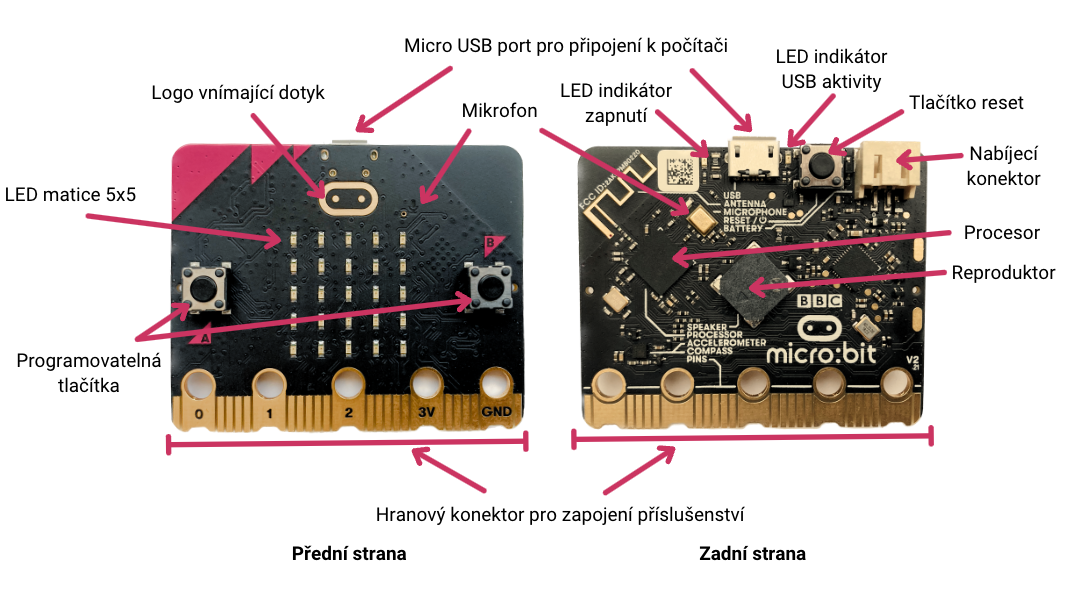 Micro USB port pro připojení k počítači
LED indikátor
USB aktivity
Logo vnímající dotyk
Mikrofon
LED indikátor
zapnutí
Tlačítko reset
Nabíjecí
konektor
LED matice 5x5
Procesor
Reproduktor
Programovatelná
tlačítka
B
A
0 1 2 3V GND
USB
ANTENNA
MICROPHONE
RESET /
BATTERY
BBC
SPEAKER
PROCESSOR
ACCELEROMETER
COMPASS
PINS
micro:bit
V2
Hranový konektor pro zapojení příslušenství
Přední strana
Zadní strana